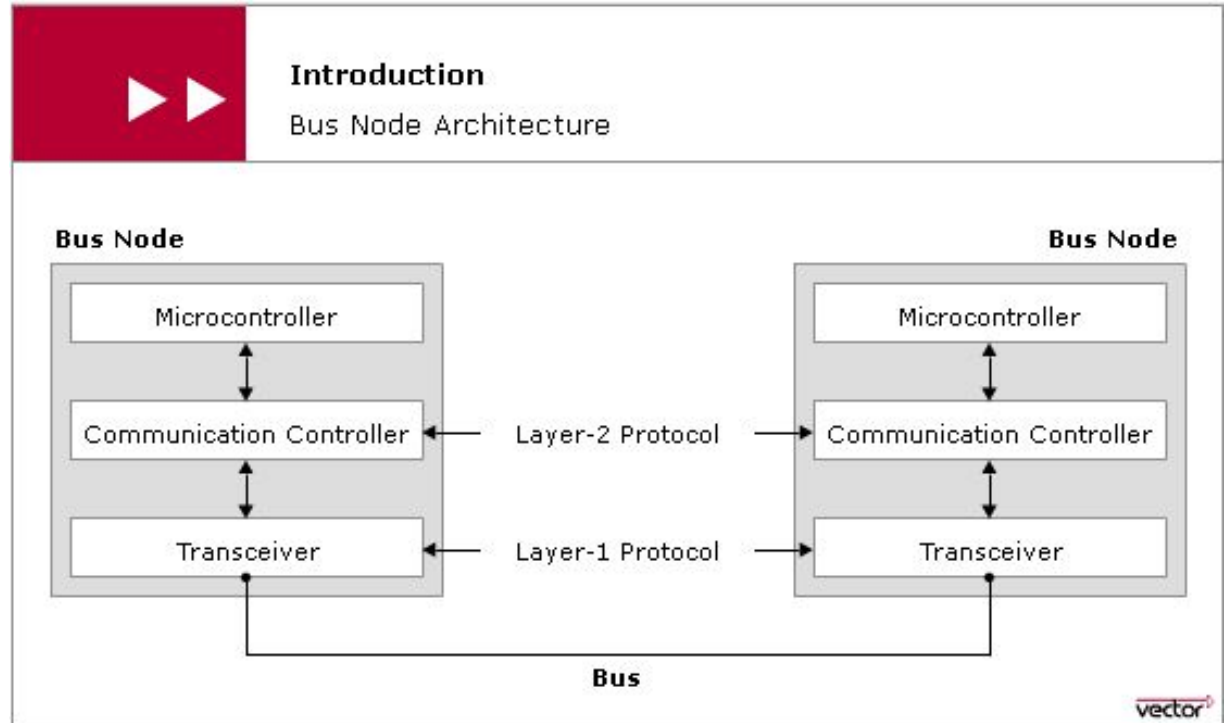 Introduction
Bus Node Architecture
Bus Node
Bus Node
Microcontroller
Microcontroller
Communication Controller
Layer-2 Protocol
Communication Controller
Transceiver
Layer-1 Protocol
Transceiver
Bus
vector